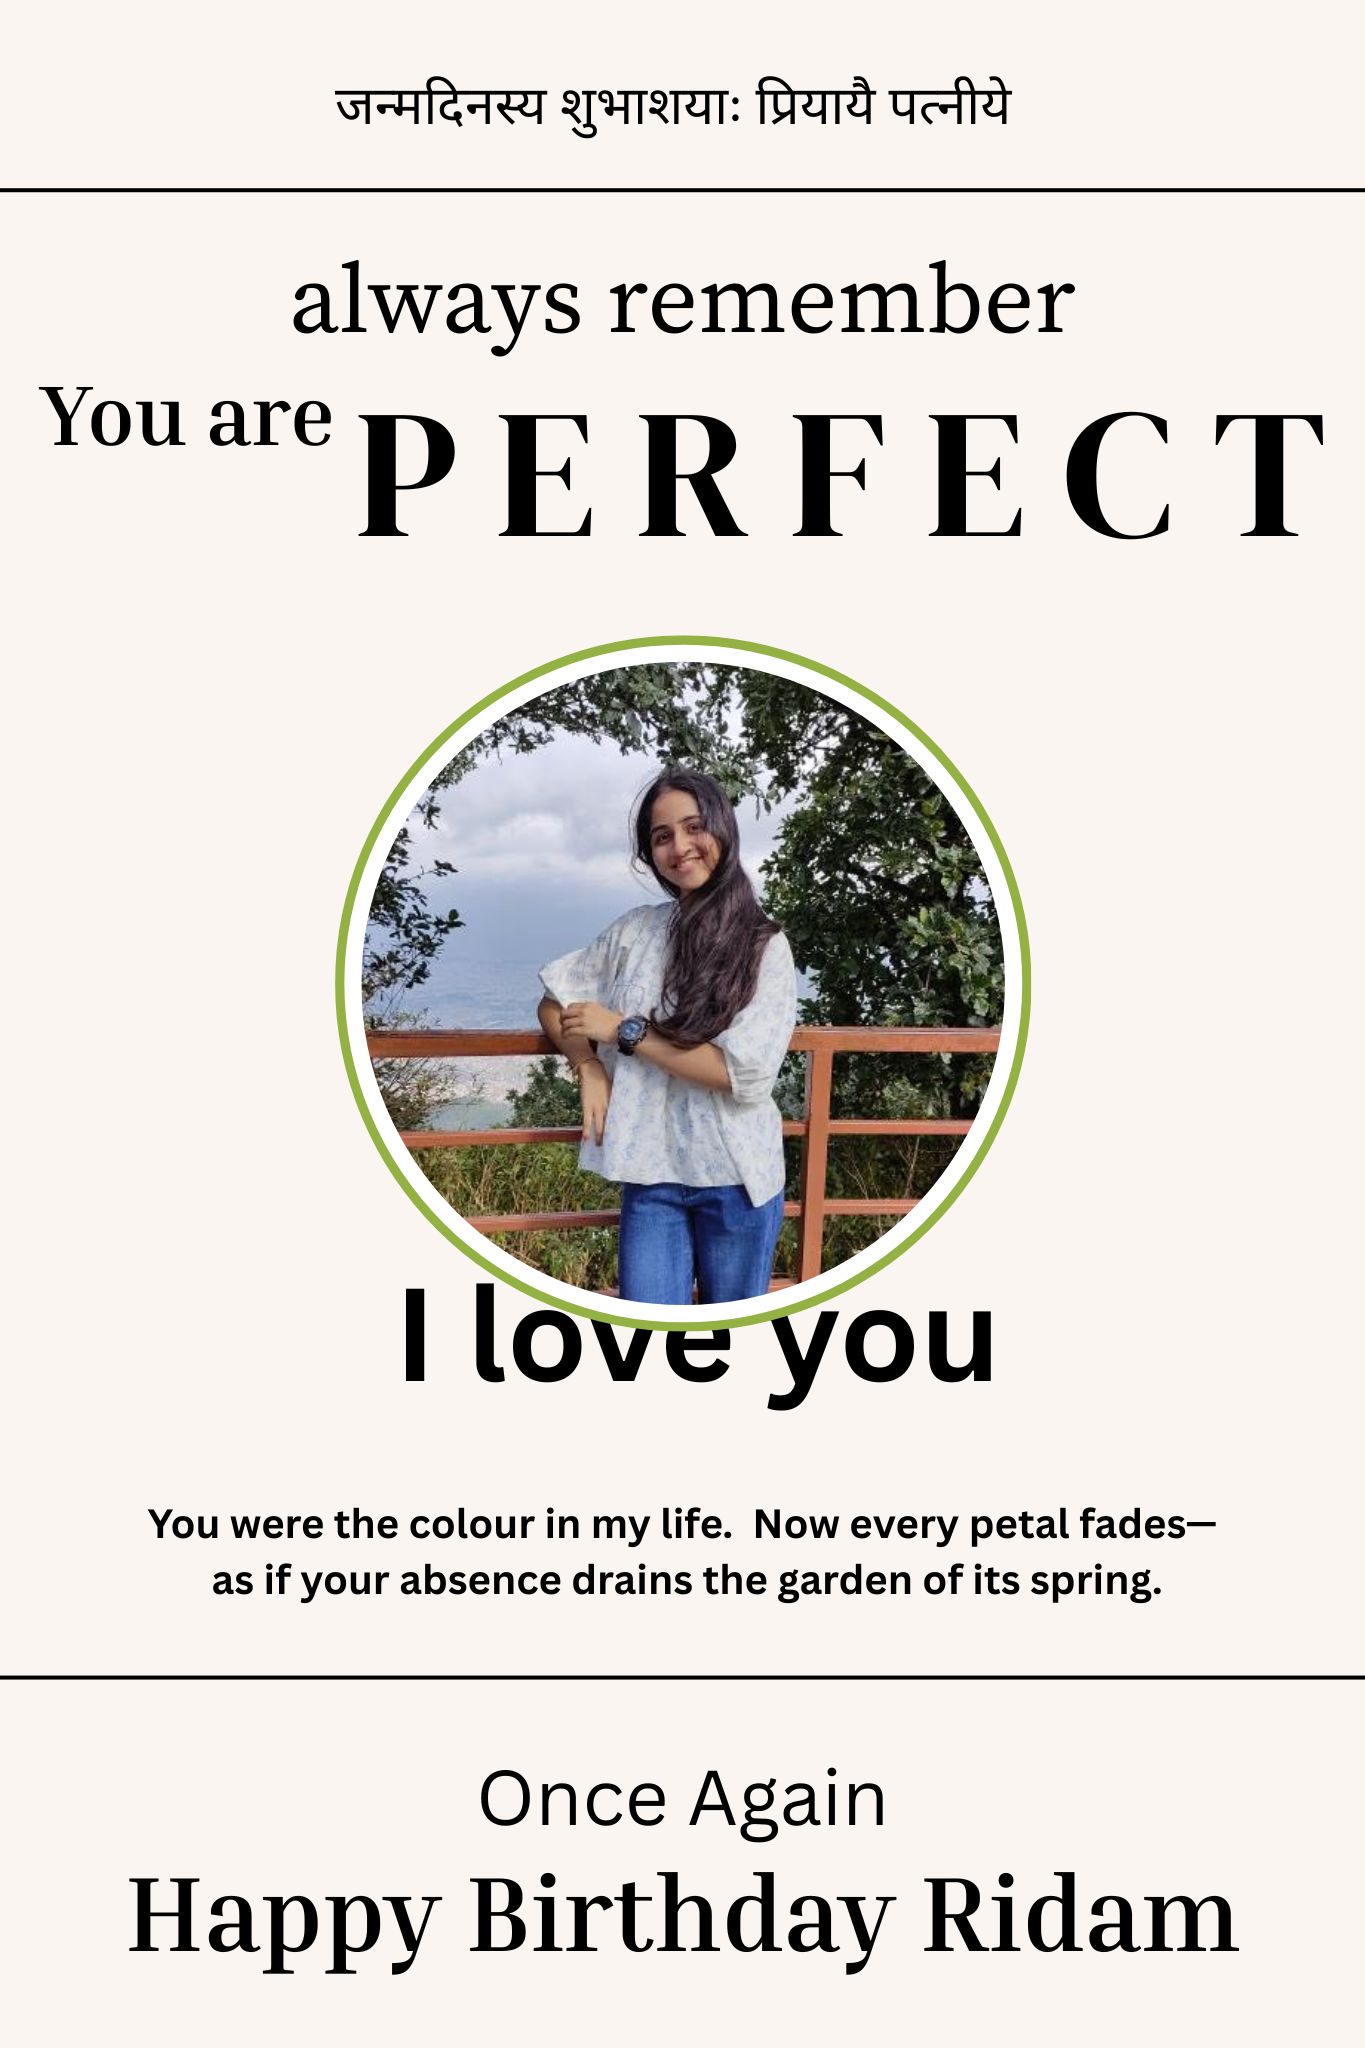 जन्मदिनस्य शुभाशयाः प्रियायै पत्नीये
always remember
You are PERFECT
I love you
You were the colour in my life.  Now every petal fades—
as if your absence drains the garden of its spring.
Once Again
Happy Birthday Ridam